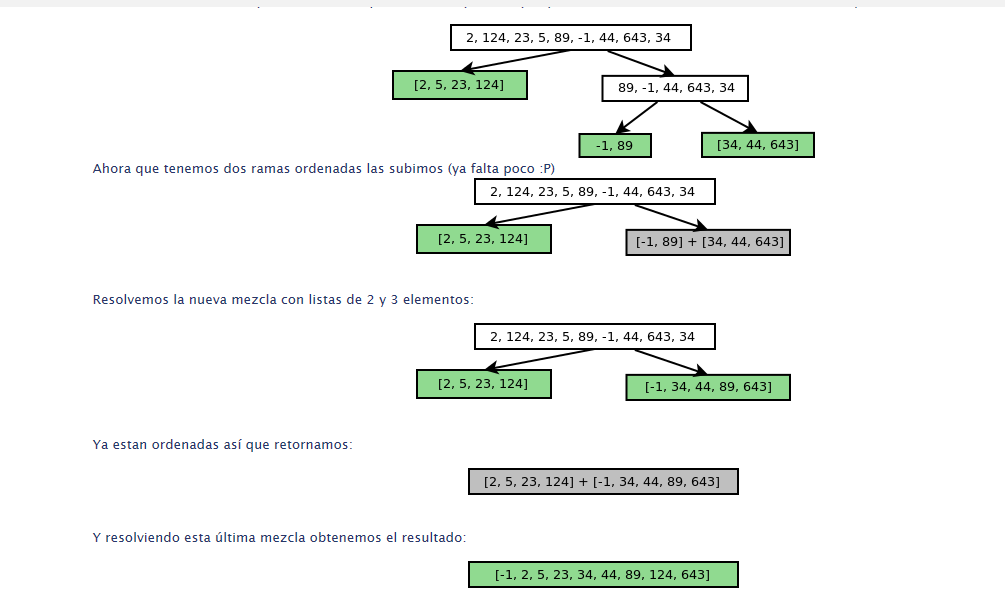 2, 124, 23, 5, 89, -1, 44, 643, 34
[2, 5, 23, 124]
89, -1, 44, 643, 34
-1, 89
[34, 44, 643]
Ahora que tenemos dos ramas ordenadas las subimos (ya falta poco :P)
2, 124, 23, 5, 89, -1, 44, 643, 34
[2, 5, 23, 124]
[-1, 89] + [34, 44, 643]
Resolvemos la nueva mezcla con listas de 2 y 3 elementos:
2, 124, 23, 5, 89, -1, 44, 643, 34
[2, 5, 23, 124]
[-1, 34, 44, 89, 643]
Ya estan ordenadas así que retornamos:
[2, 5, 23, 124] + [-1, 34, 44, 89, 643]
Y resolviendo esta última mezcla obtenemos el resultado:
[-1, 2, 5, 23, 34, 44, 89, 124, 643]